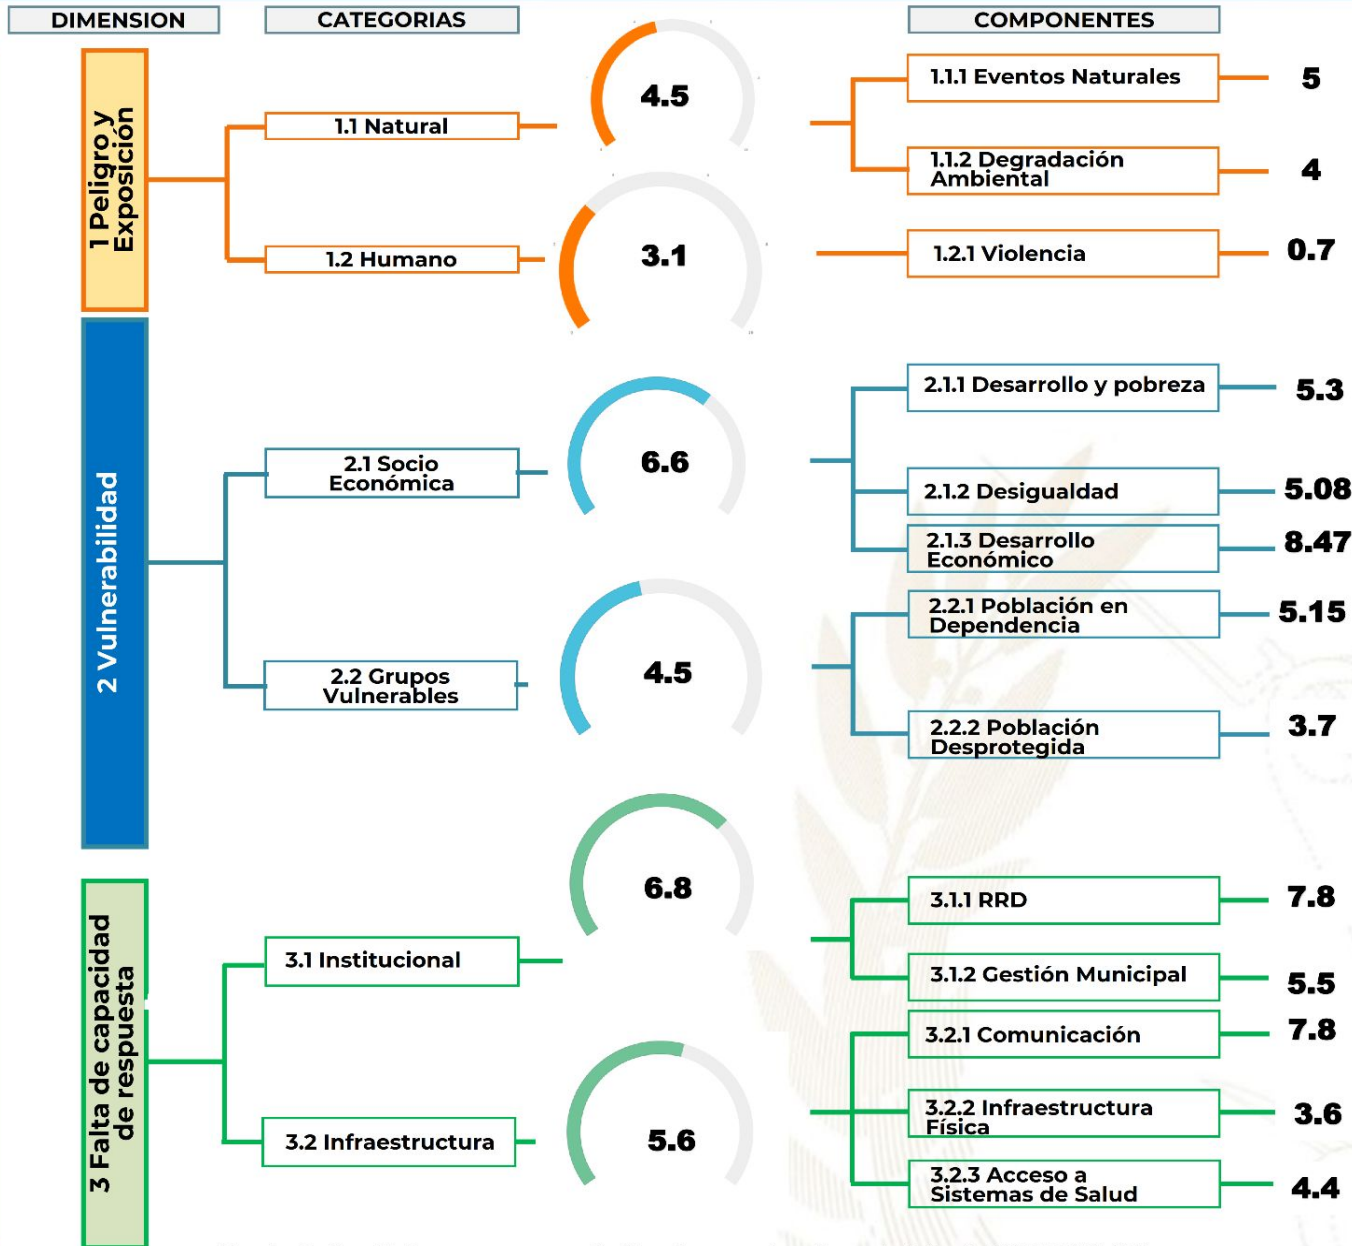 DIMENSION
CATEGORIAS
COMPONENTES
1 Peligro y
Exposición
1.1 Natural
4.5
1.1.1 Eventos Naturales
5
1.1.2 Degradación
Ambiental
4
1.2 Humano
3.1
1.2.1 Violencia
0.7
2 Vulnerabilidad
2.1 Socio
Económica
6.6
2.1.1 Desarrollo y pobreza
5.3
2.1.2 Desigualdad
5.08
2.1.3 Desarrollo
Económico
8.47
2.2 Grupos
Vulnerables
4.5
2.2.1 Población en
Dependencia
5.15
2.2.2 Población
Desprotegida
3.7
3 Falta de capacidad
de respuesta
3.1 Institucional
6.8
3.1.1 RRD
7.8
3.1.2 Gestión Municipal
5.5
3.2 Infraestructura
5.6
3.2.1 Comunicación
7.8
3.2.2 Infraestructura
Física
3.6
3.2.3 Acceso a
Sistemas de Salud
4.4